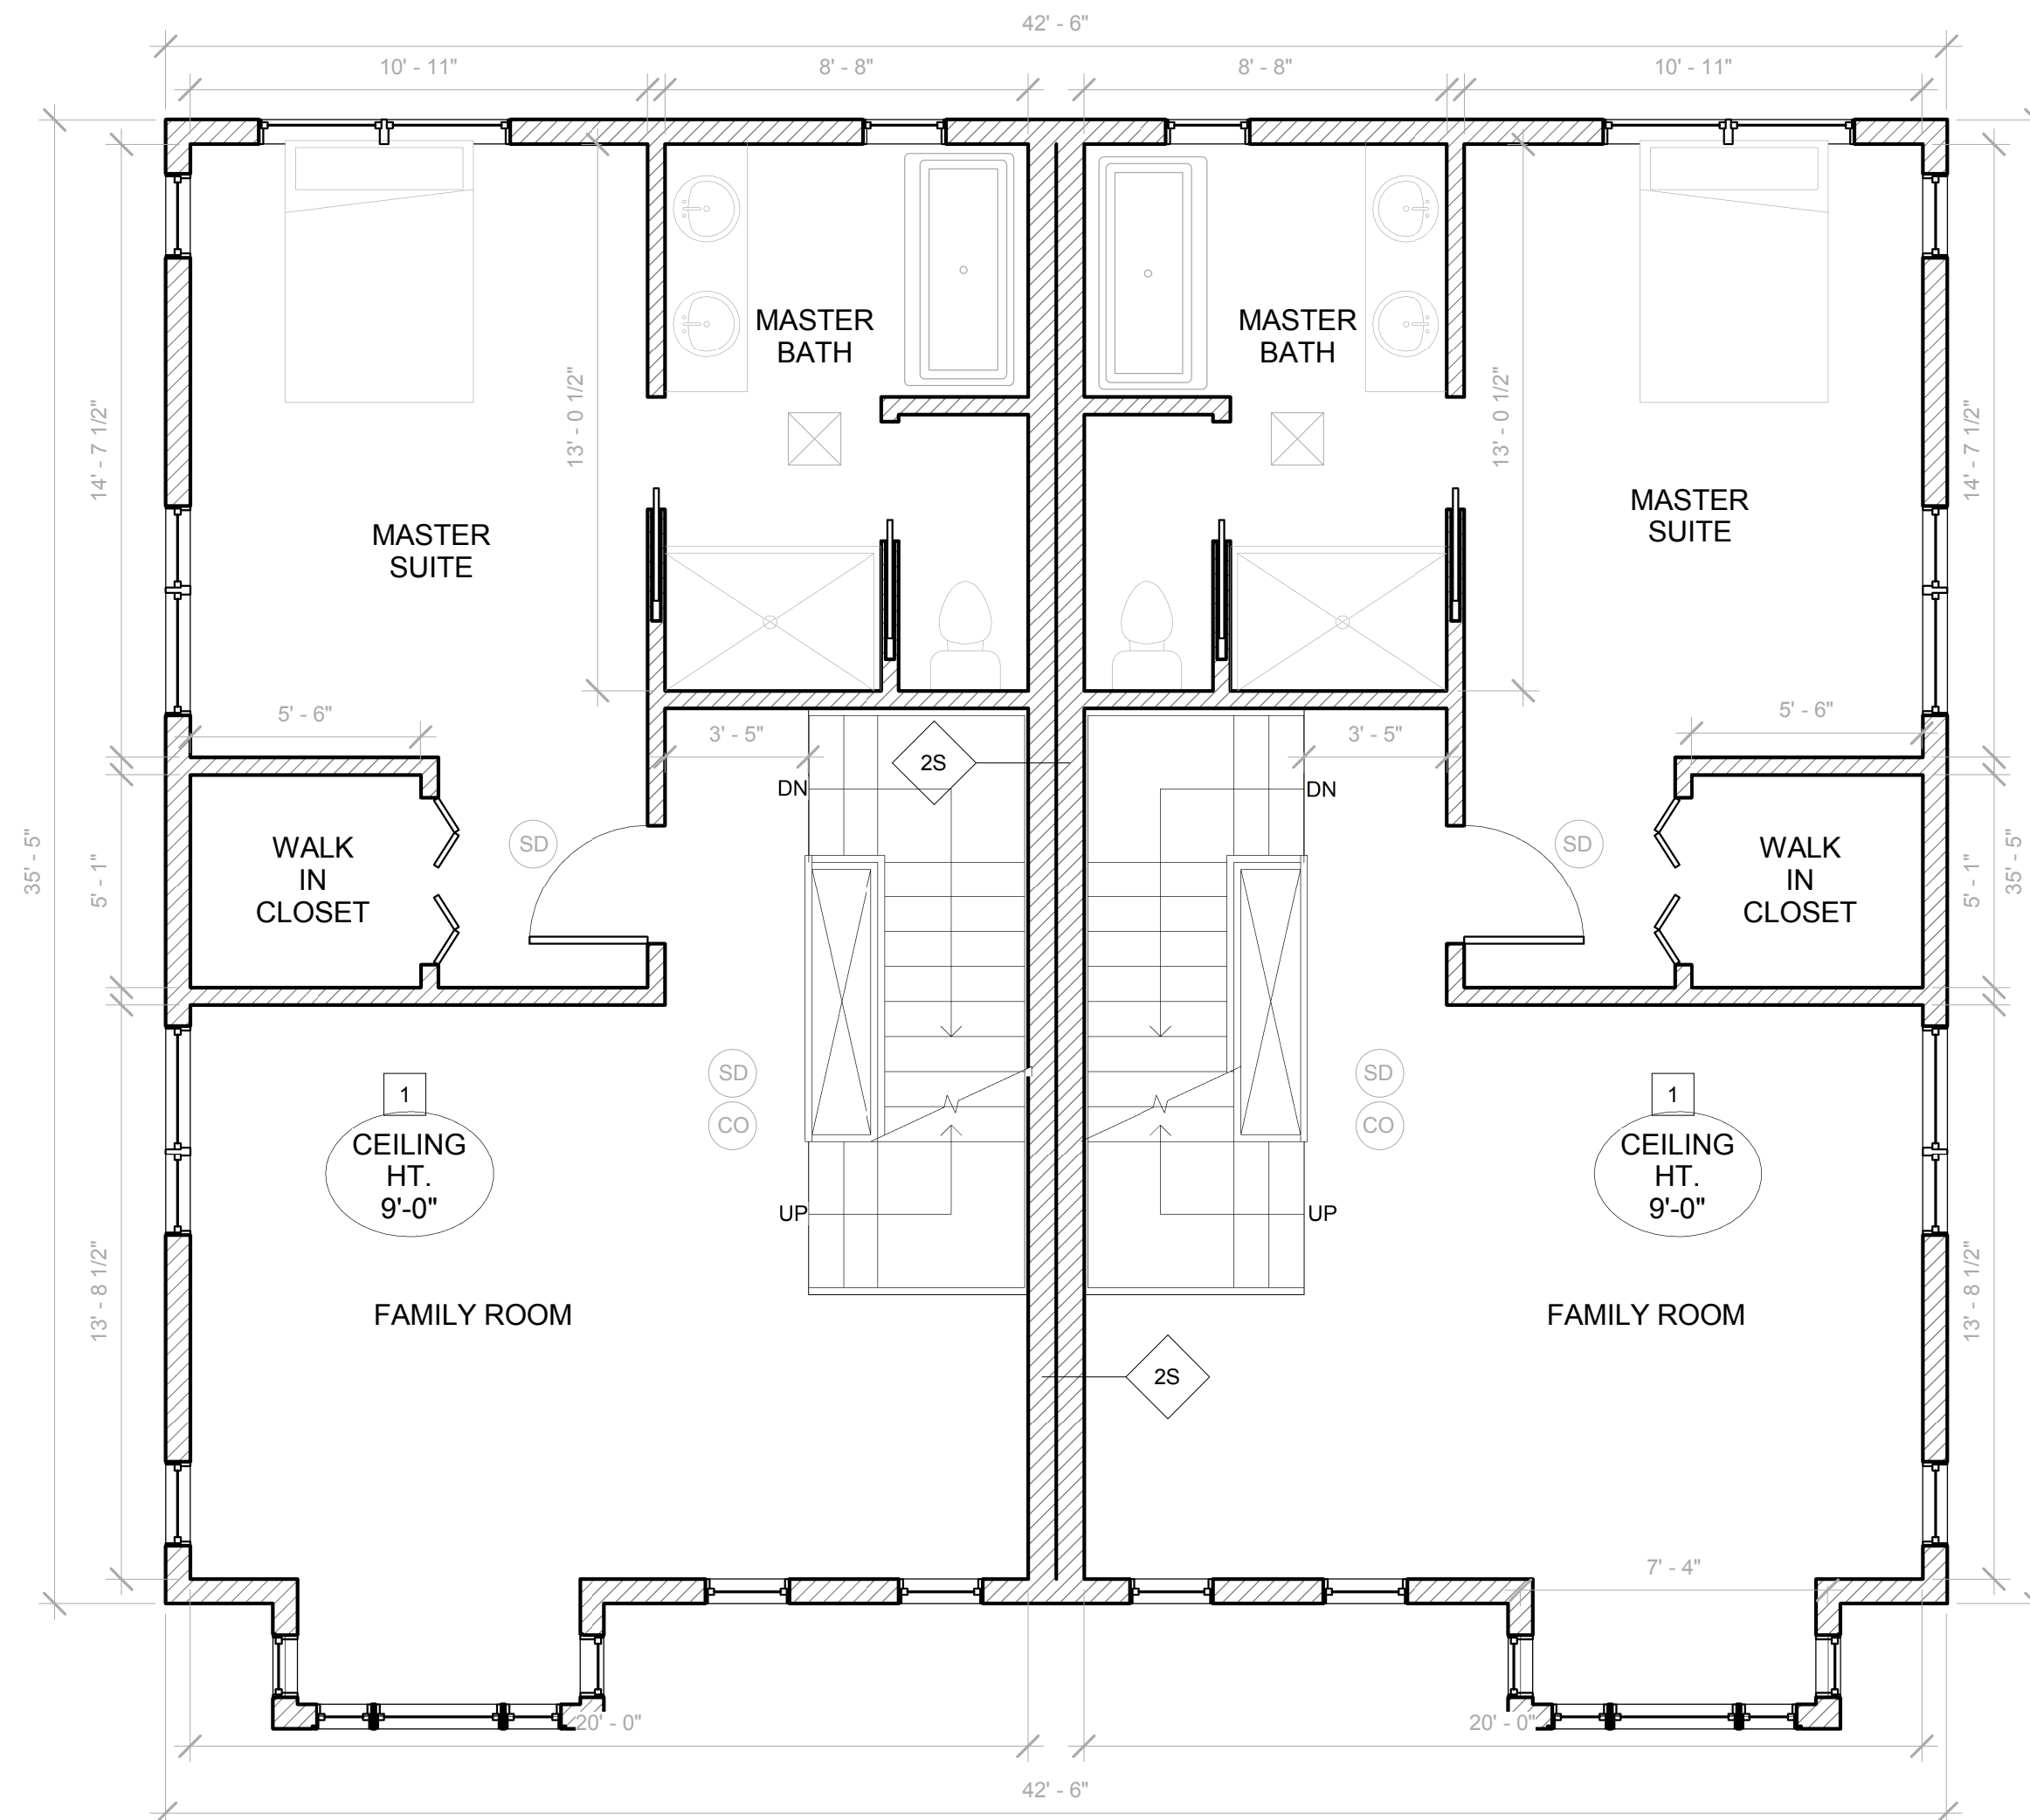 42' - 6"
10' - 11"
8' - 8"
8' - 8"
10' - 11"
MASTER
BATH
MASTER
BATH
14' - 7 1/2"
13' - 0 1/2"
13' - 0 1/2"
14' - 7 1/2"
MASTER
SUITE
MASTER
SUITE
5' - 6"
3' - 5"
3' - 5"
5' - 6"
2S
DN
DN
35' - 5"
5' - 1"
WALK
IN
CLOSET
SD
SD
WALK
IN
CLOSET
5' - 1"
35' - 5"
SD
SD
1
1
CO
CO
CEILING
HT.
9'-0"
CEILING
HT.
9'-0"
UP
UP
13' - 8 1/2"
13' - 8 1/2"
FAMILY ROOM
FAMILY ROOM
2S
7' - 4"
20' - 0"
20' - 0"
42' - 6"